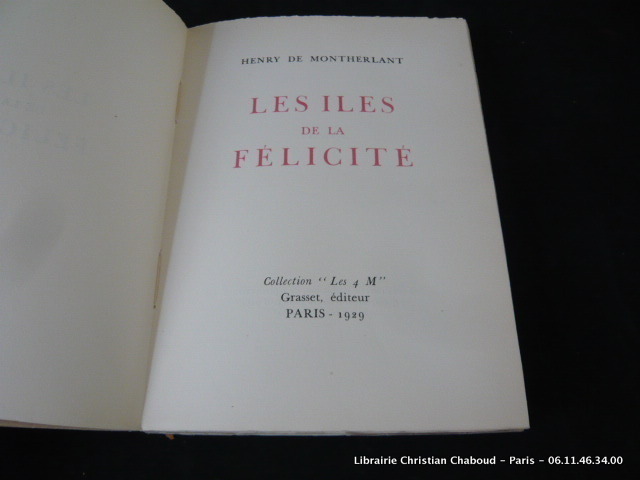 HENRY DE MONTHERLANT
LES ILES
DE LA
FÉLICITÉ
Collection “Les 4 M”
Grasset, éditeur
PARIS - 1929
Librairie Christian Chaboud - Paris - 06.11.46.34.00